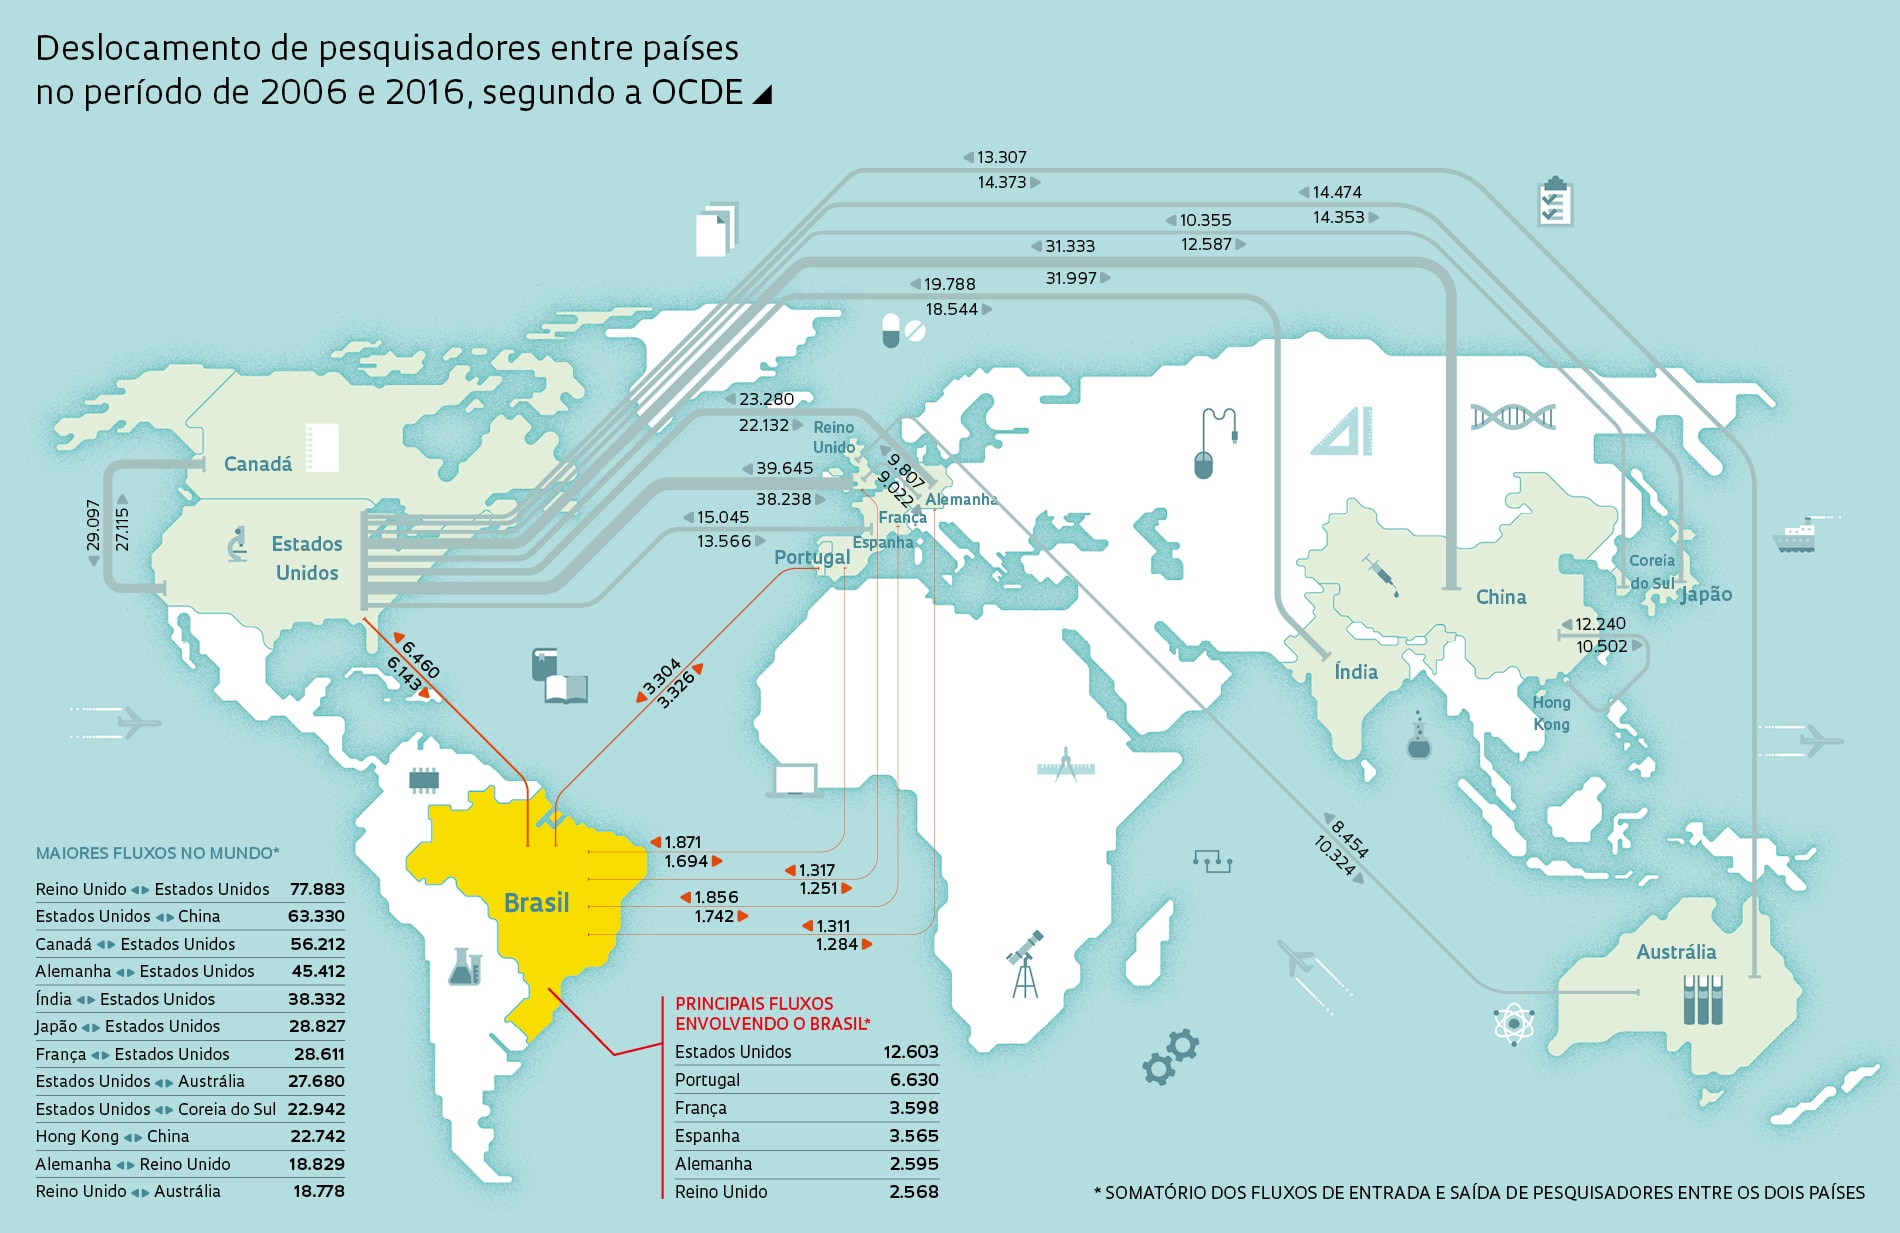 Deslocamento de pesquisadores entre países
no período de 2006 e 2016, segundo a OCDE
13.307
14.373
14.474
14.353
10.355
12.587
31.333
31.997
19.788
18.544
23.280
22.132
Reino
Unido
39.645
38.238
9.807
9.022
Alemanha
França
15.045
13.566
Espanha
Portugal
Canadá
29.097
27.115
Estados
Unidos
China
Coreia
do Sul
Japão
12.240
10.502
Índia
Hong
Kong
6.460
6.143
3.304
3.326
8.454
10.324
Brasil
1.871
1.694
1.317
1.251
1.856
1.742
1.311
1.284
Austrália
MAIORES FLUXOS NO MUNDO*
Reino Unido Estados Unidos 77.883
Estados Unidos China 63.330
Canadá Estados Unidos 56.212
Alemanha Estados Unidos 45.412
Índia Estados Unidos 38.332
Japão Estados Unidos 28.827
França Estados Unidos 28.611
Estados Unidos Austrália 27.680
Estados Unidos Coreia do Sul 22.942
Hong Kong China 22.742
Alemanha Reino Unido 18.829
Reino Unido Austrália 18.778
PRINCIPAIS FLUXOS
ENVOLVENDO O BRASIL*
Estados Unidos 12.603
Portugal 6.630
França 3.598
Espanha 3.565
Alemanha 2.595
Reino Unido 2.568
* SOMATÓRIO DOS FLUXOS DE ENTRADA E SAÍDA DE PESQUISADORES ENTRE OS DOIS PAÍSES